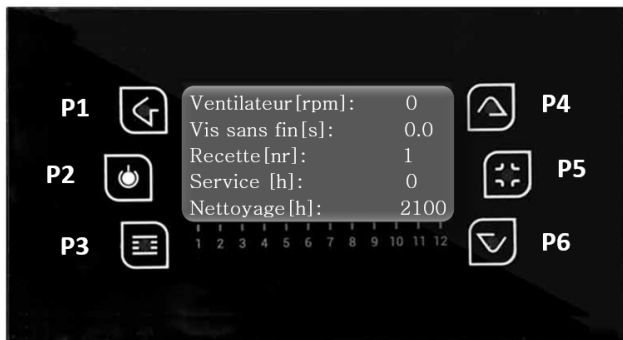 P1
P2
P3
Ventilateur[rpm]: 0
Vis sans fin[s]: 0.0
Recette[nr]: 1
Service [h]: 0
Nettoyage[h]: 2100
1 2 3 4 5 6 7 8 9 10 11 12
P4
P5
P6